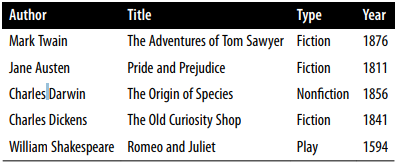 Author Title Type Year
Mark Twain The Adventures of Tom Sawyer Fiction 1876
Jane Austen Pride and Prejudice Fiction 1811
Charles Darwin The Origin of Species Nonfiction 1856
Charles Dickens The Old Curiosity Shop Fiction 1841
William Shakespeare Romeo and Juliet Play 1594